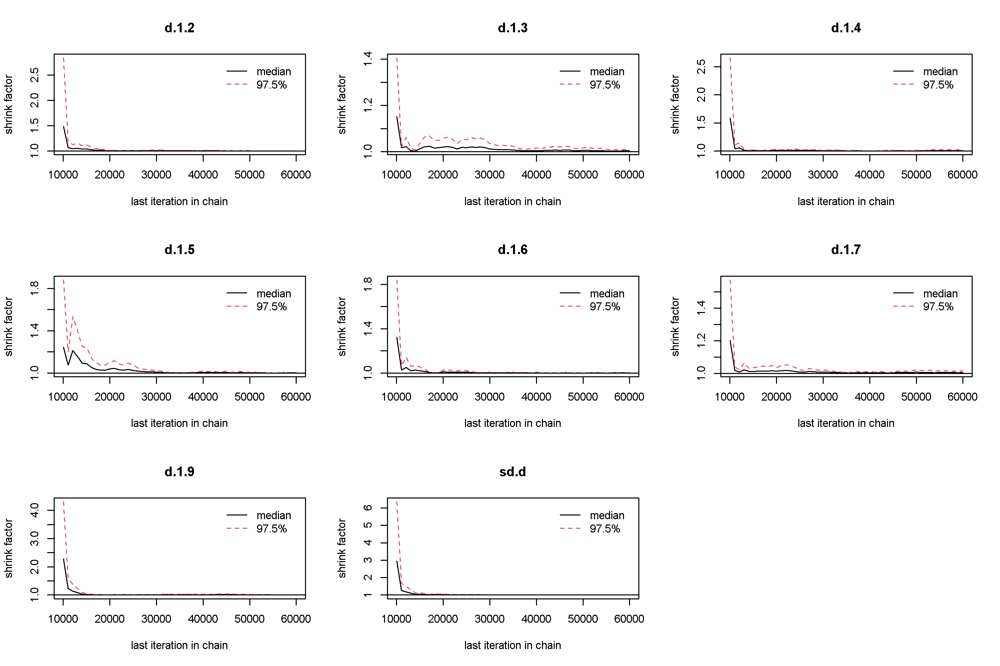 d.1.2
shrink factor
1.0 1.5 2.0 2.5
median
97.5%
10000 20000 30000 40000 50000 60000
last iteration in chain
d.1.3
shrink factor
1.0 1.2 1.4
median
97.5%
10000 20000 30000 40000 50000 60000
last iteration in chain
d.1.4
shrink factor
1.0 1.5 2.0 2.5
median
97.5%
10000 20000 30000 40000 50000 60000
last iteration in chain
d.1.5
shrink factor
1.0 1.4 1.8
median
97.5%
10000 20000 30000 40000 50000 60000
last iteration in chain
d.1.6
shrink factor
1.0 1.4 1.8
median
97.5%
10000 20000 30000 40000 50000 60000
last iteration in chain
d.1.7
shrink factor
1.0 1.2 1.4
median
97.5%
10000 20000 30000 40000 50000 60000
last iteration in chain
d.1.9
shrink factor
1.0 2.0 3.0 4.0
median
97.5%
10000 20000 30000 40000 50000 60000
last iteration in chain
sd.d
shrink factor
1 2 3 4 5 6
median
97.5%
10000 20000 30000 40000 50000 60000
last iteration in chain